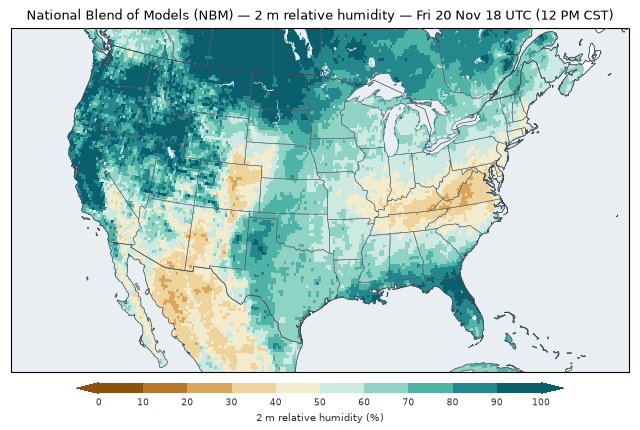 National Blend of Models (NBM) — 2 m relative humidity — Fri 20 Nov 18 UTC (12 PM CST)
0 10 20 30 40 50 60 70 80 90 100
2 m relative humidity (%)